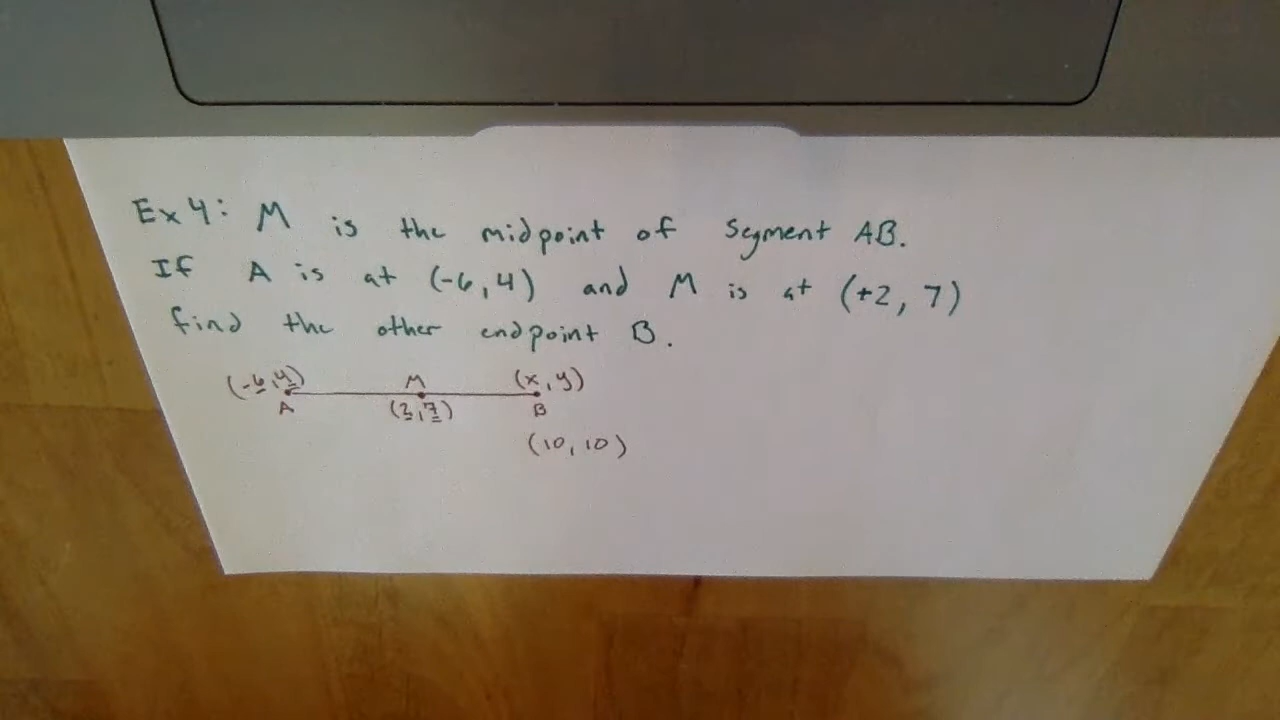 Ex 4: M is the midpoint of segment AB.
If A is at (-6,4) and M is at (+2, 7)
find the other endpoint B.
(-6,4) M (x,y)
A (2,7) B
(10,10)